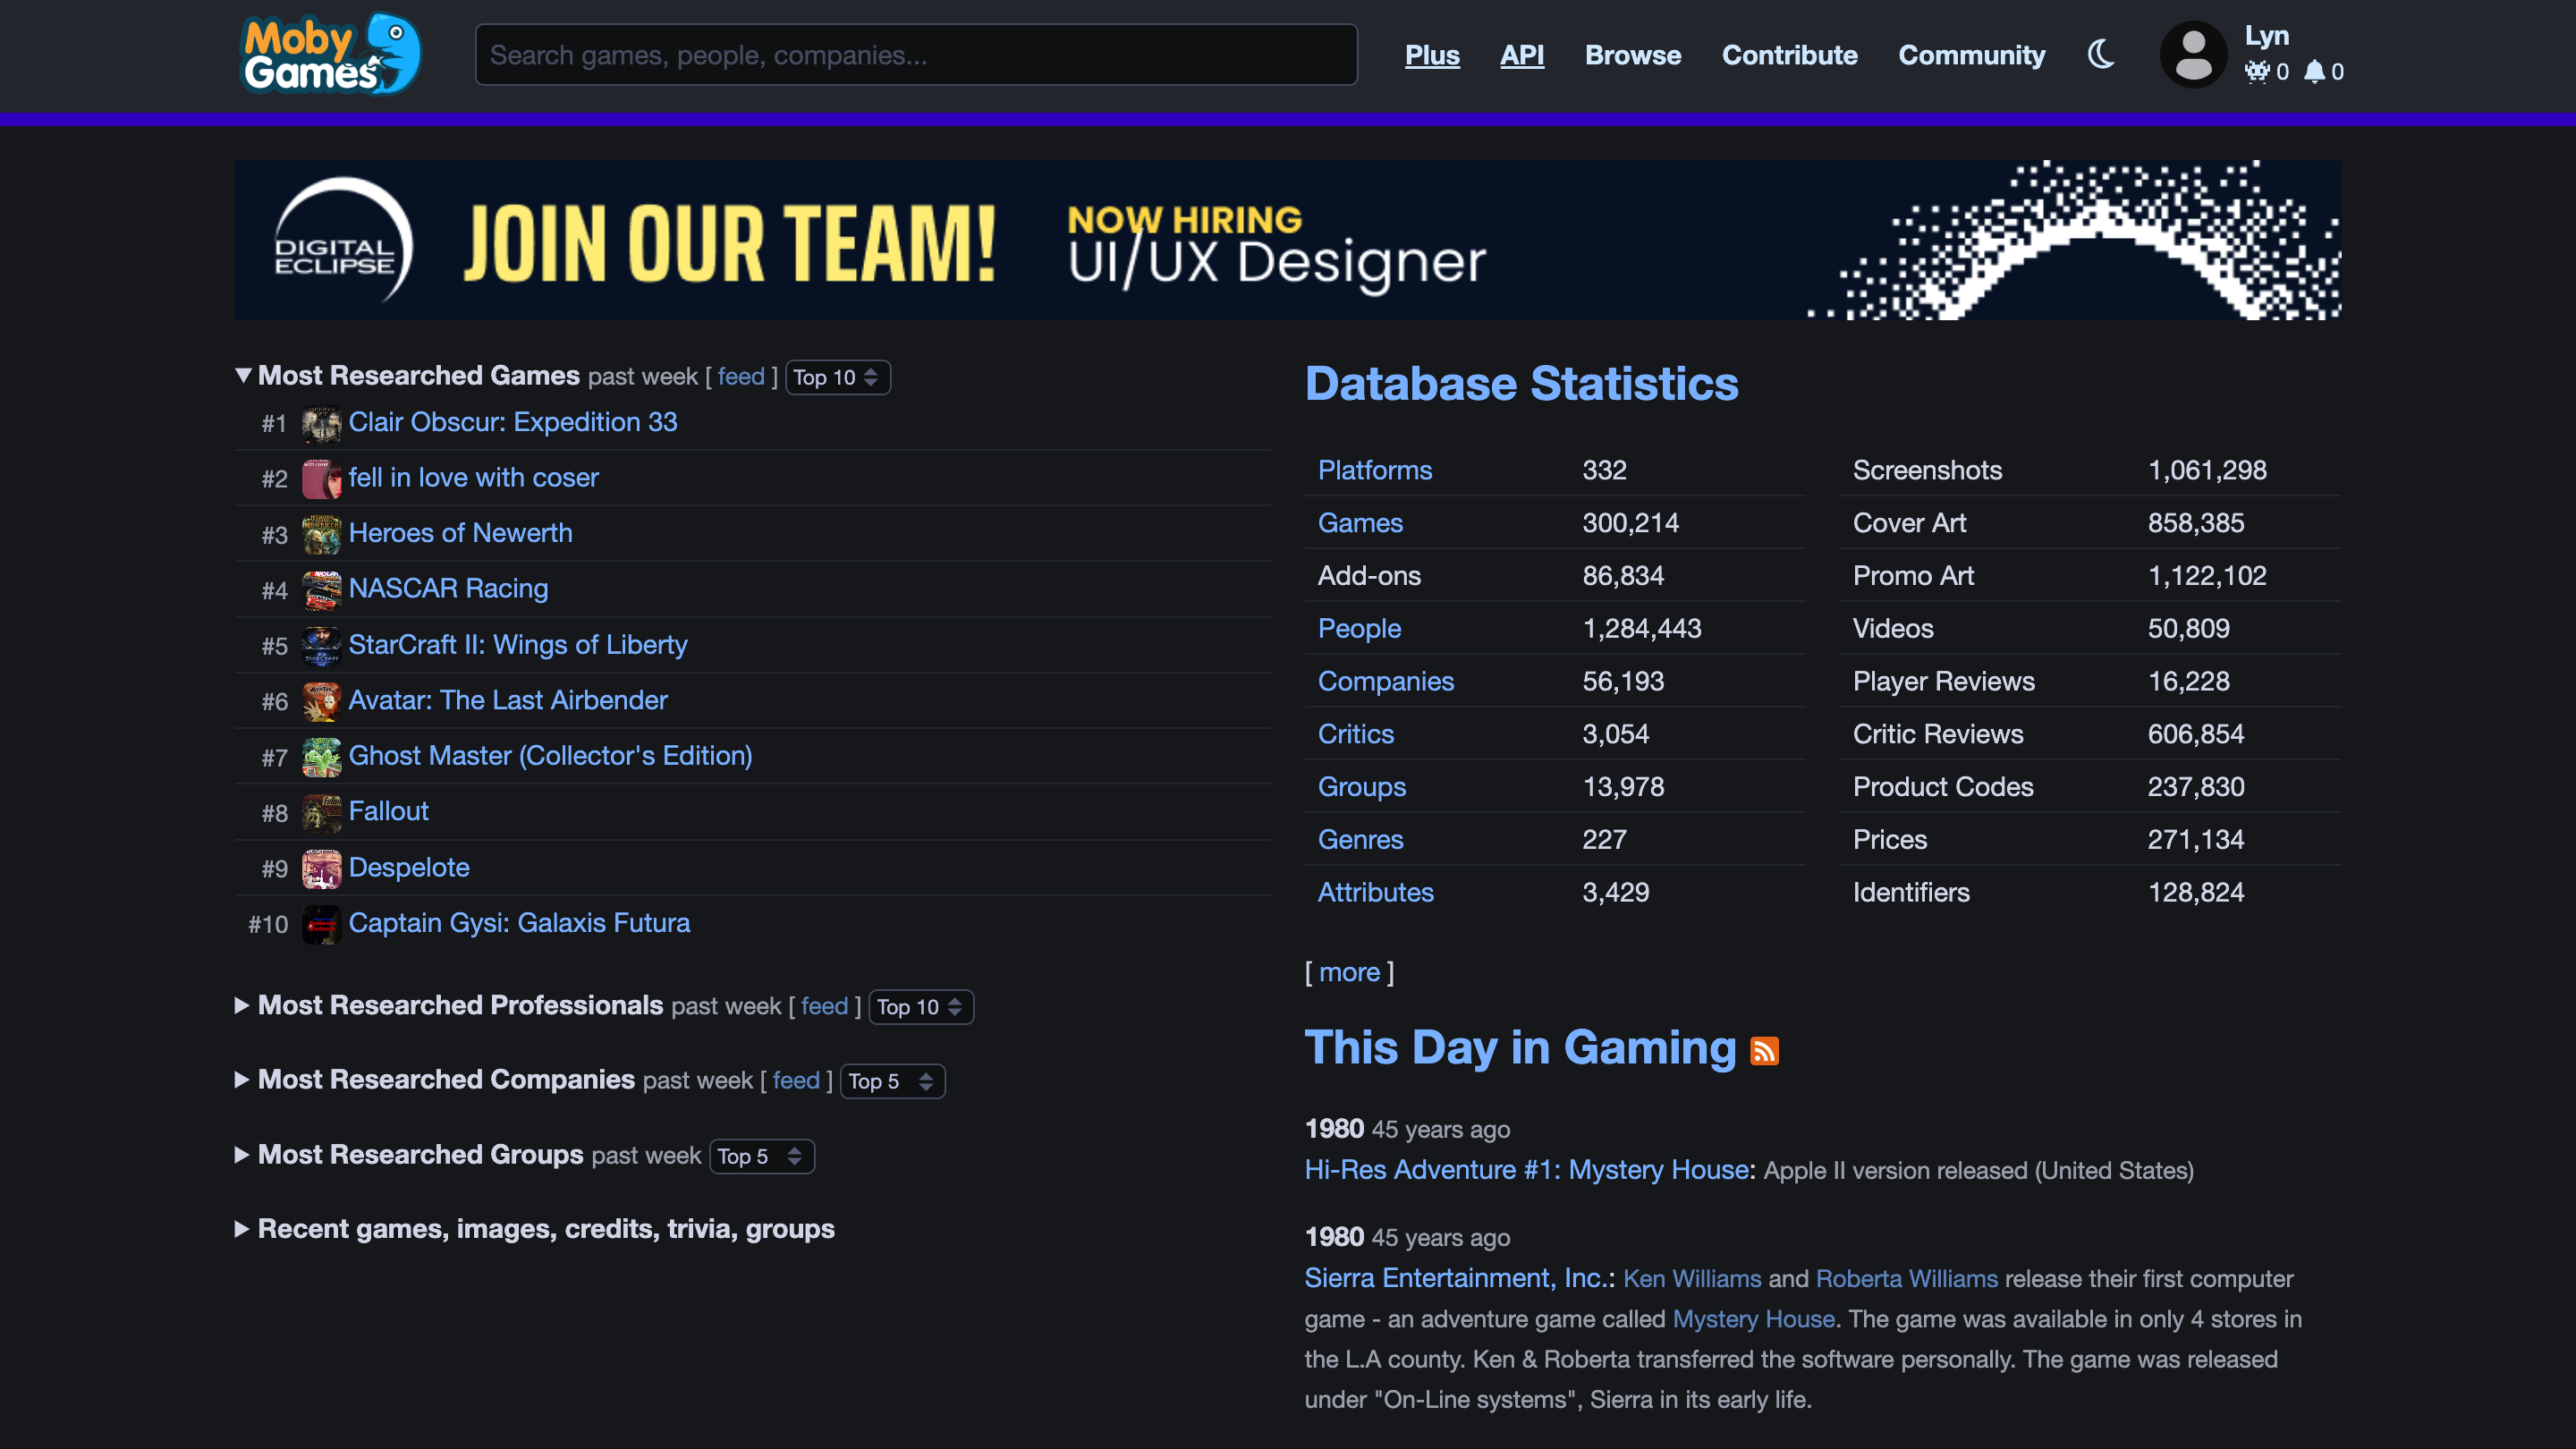 Moby Games
Search games, people, companies...
Plus API Browse Contribute Community
Lyn
0 0
DIGITAL ECLIPSE
JOIN OUR TEAM!
NOW HIRING
UI/UX Designer
Most Researched Games past week [ feed ] Top 10
#1 Clair Obscur: Expedition 33
#2 fell in love with coser
#3 Heroes of Newerth
#4 NASCAR Racing
#5 StarCraft II: Wings of Liberty
#6 Avatar: The Last Airbender
#7 Ghost Master (Collector's Edition)
#8 Fallout
#9 Despelote
#10 Captain Gysi: Galaxis Futura
Most Researched Professionals past week [ feed ] Top 10
Most Researched Companies past week [ feed ] Top 5
Most Researched Groups past week Top 5
Recent games, images, credits, trivia, groups
Database Statistics
Platforms 332
Games 300,214
Add-ons 86,834
People 1,284,443
Companies 56,193
Critics 3,054
Groups 13,978
Genres 227
Attributes 3,429
Screenshots 1,061,298
Cover Art 858,385
Promo Art 1,122,102
Videos 50,809
Player Reviews 16,228
Critic Reviews 606,854
Product Codes 237,830
Prices 271,134
Identifiers 128,824
[ more ]
This Day in Gaming
1980 45 years ago
Hi-Res Adventure #1: Mystery House: Apple II version released (United States)
1980 45 years ago
Sierra Entertainment, Inc.: Ken Williams and Roberta Williams release their first computer
game - an adventure game called Mystery House. The game was available in only 4 stores in
the L.A county. Ken & Roberta transferred the software personally. The game was released
under "On-Line systems", Sierra in its early life.